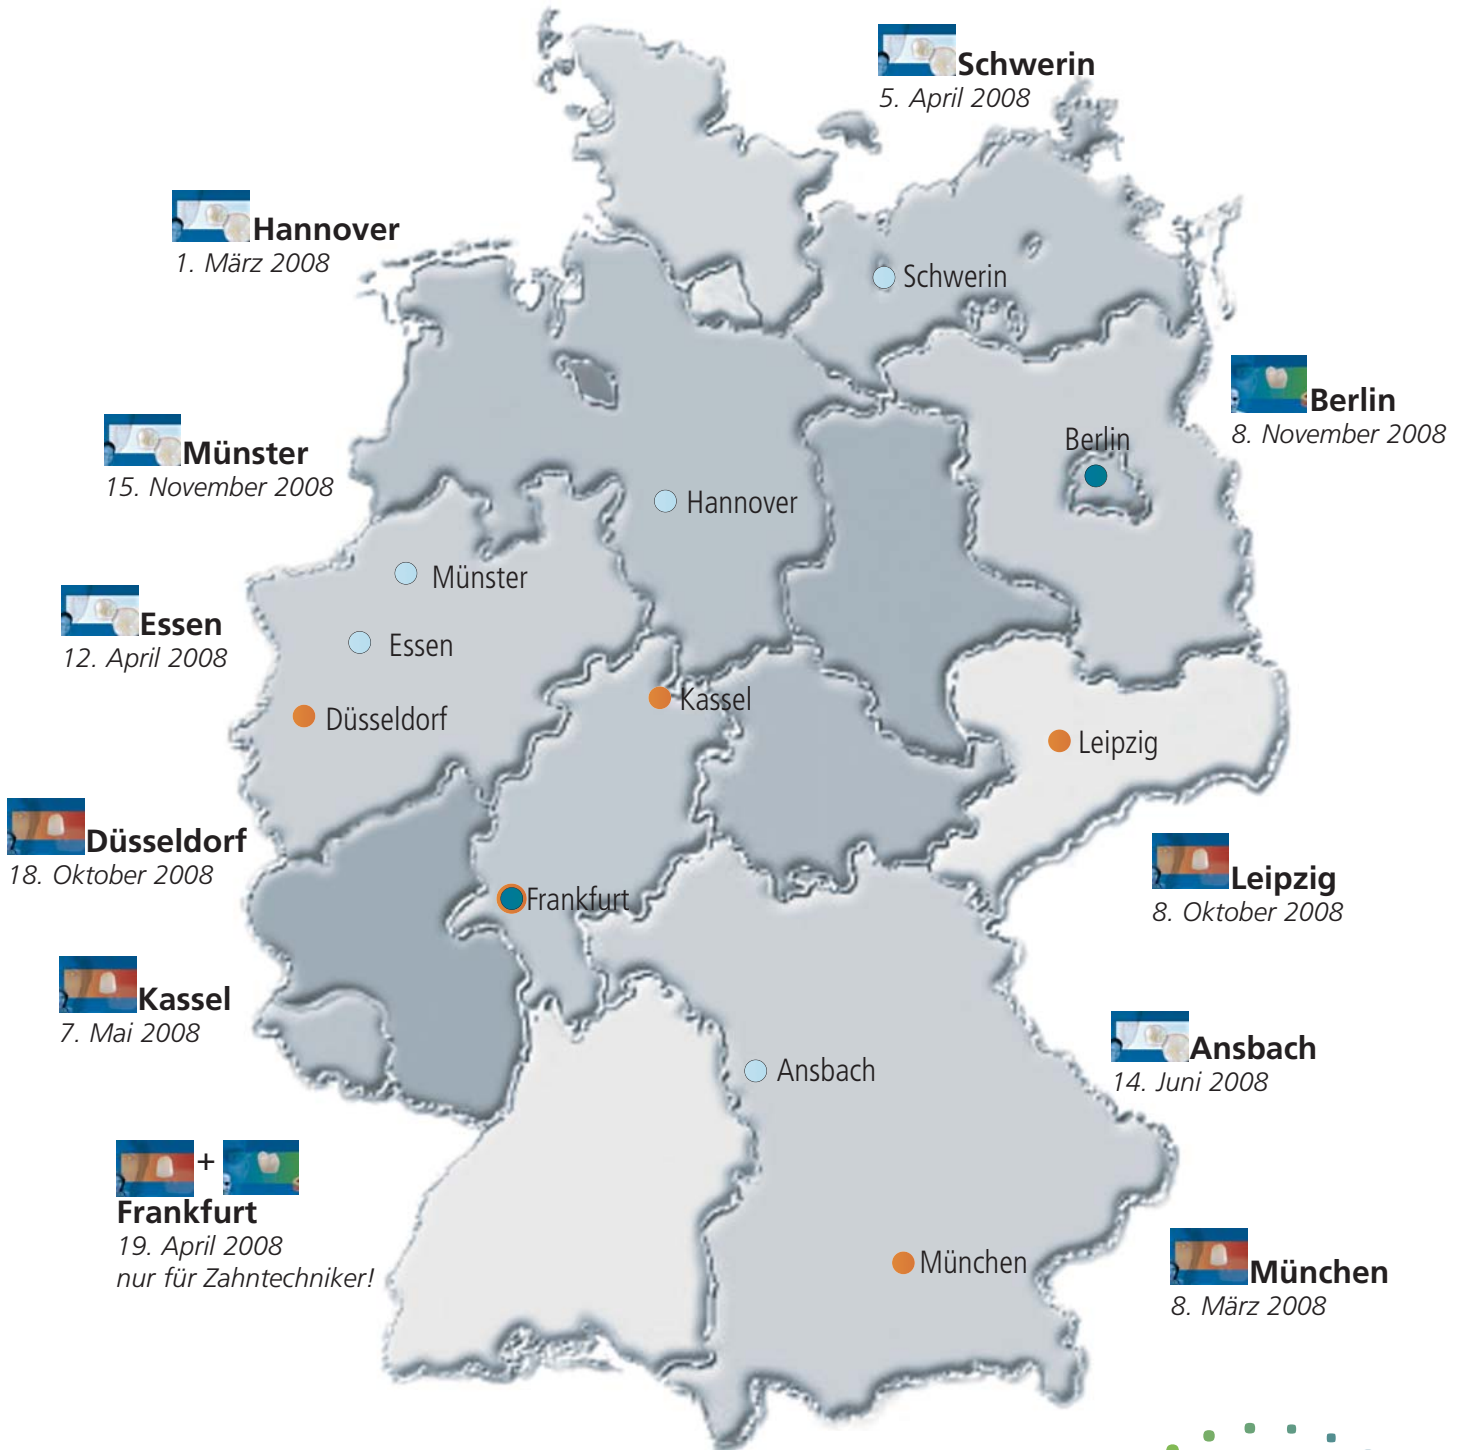 Schwerin
5. April 2008
Hannover
1. März 2008
Schwerin
Berlin
8. November 2008
Berlin
Münster
15. November 2008
Hannover
Münster
Essen
12. April 2008
Essen
Kassel
Düsseldorf
Leipzig
Düsseldorf
18. Oktober 2008
Leipzig
8. Oktober 2008
Frankfurt
Kassel
7. Mai 2008
Ansbach
14. Juni 2008
Ansbach
+
Frankfurt
19. April 2008
nur für Zahntechniker!
München
München
8. März 2008